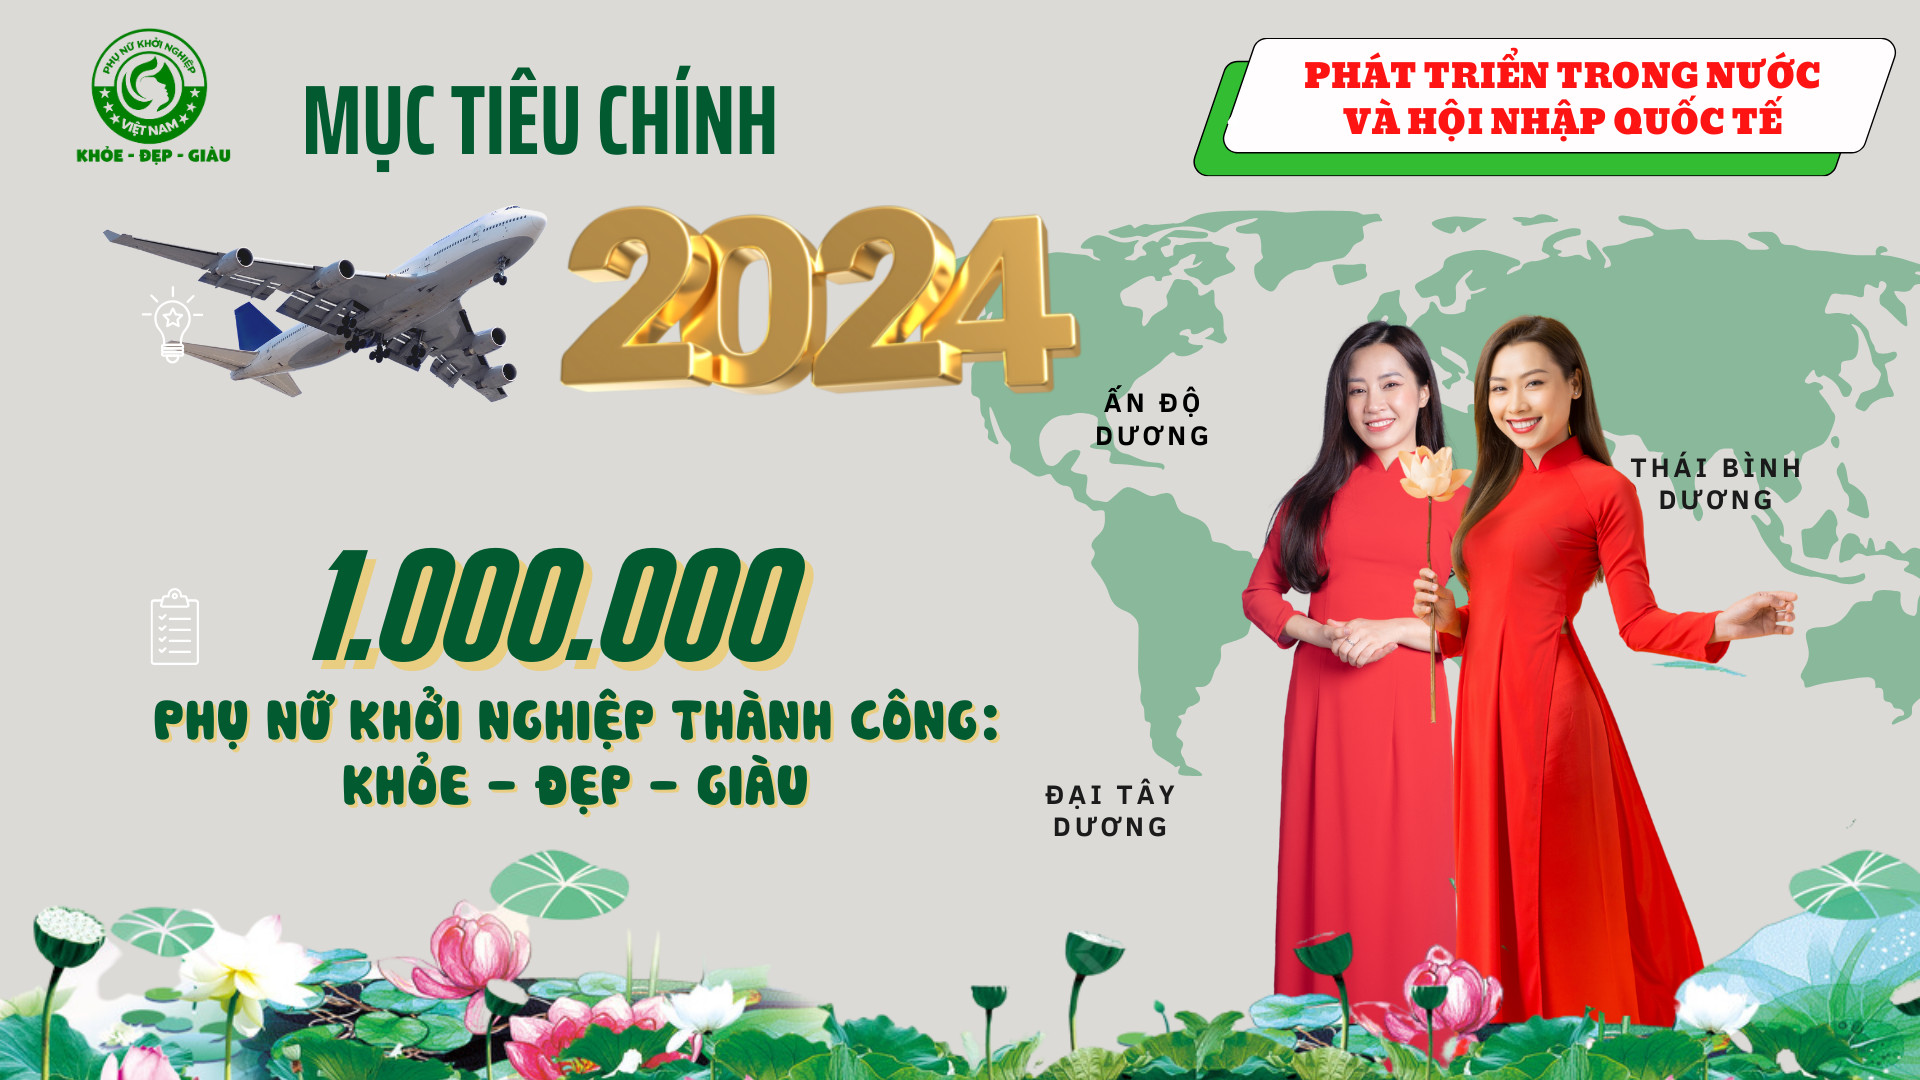 PHỤ NỮ KHỞI NGHIỆP
VIỆT NAM
KHỎE - ĐẸP - GIÀU
MỤC TIÊU CHÍNH
PHÁT TRIỂN TRONG NƯỚC
VÀ HỘI NHẬP QUỐC TẾ
2024
ẤN ĐỘ
DƯƠNG
THÁI BÌNH
DƯƠNG
1.000.000
PHỤ NỮ KHỞI NGHIỆP THÀNH CÔNG:
KHỎE - ĐẸP - GIÀU
ĐẠI TÂY
DƯƠNG